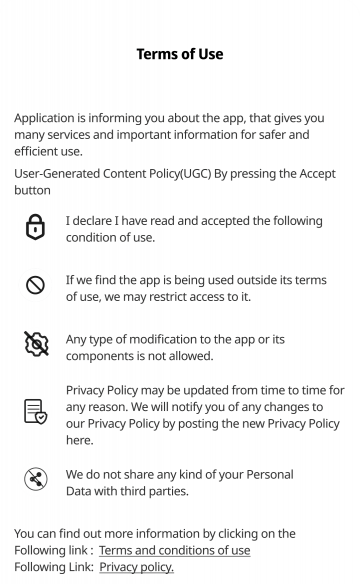 Terms of Use
Application is informing you about the app, that gives you
many services and important information for safer and
efficient use.
User-Generated Content Policy(UGC) By pressing the Accept
button
I declare I have read and accepted the following
condition of use.
If we find the app is being used outside its terms
of use, we may restrict access to it.
Any type of modification to the app or its
components is not allowed.
Privacy Policy may be updated from time to time for
any reason. We will notify you of any changes to
our Privacy Policy by posting the new Privacy Policy
here.
We do not share any kind of your Personal
Data with third parties.
You can find out more information by clicking on the
Following link : Terms and conditions of use
Following Link: Privacy policy.